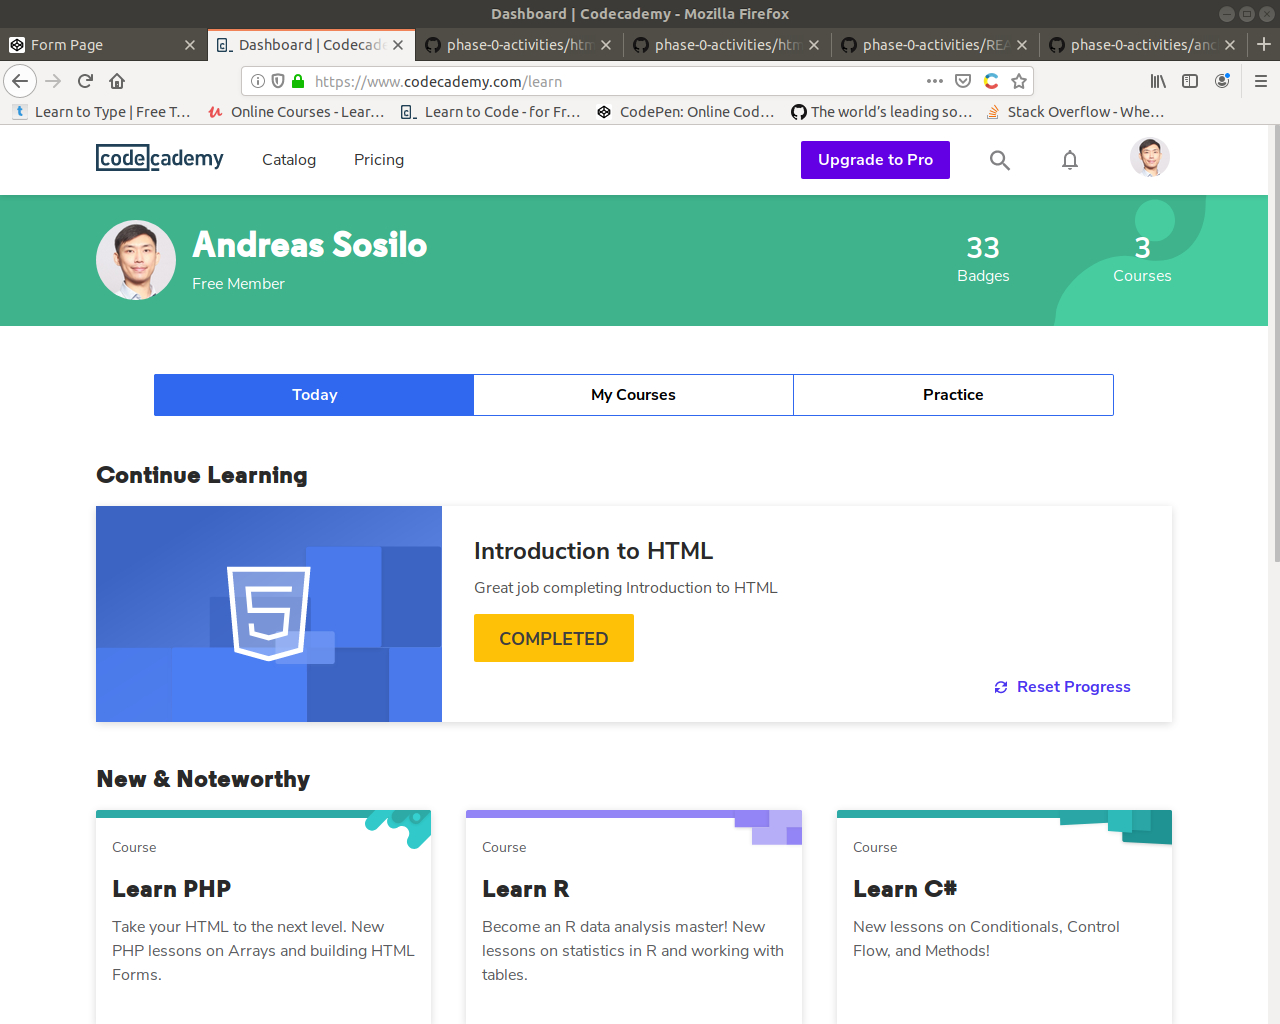 Dashboard | Codecademy - Mozilla Firefox
Form Page
Dashboard | Codecade
phase-0-activities/htm
phase-0-activities/htm
phase-0-activities/REA
phase-0-activities/anc
https://www.codecademy.com/learn
Learn to Type | Free T…
Online Courses - Lear…
Learn to Code - for Fr…
CodePen: Online Cod…
The world's leading so…
Stack Overflow - Whe…
codecademy
Catalog
Pricing
Upgrade to Pro
Andreas Sosilo
Free Member
33
Badges
3
Courses
Today
My Courses
Practice
Continue Learning
Introduction to HTML
Great job completing Introduction to HTML
COMPLETED
Reset Progress
New & Noteworthy
Course
Learn PHP
Take your HTML to the next level. New
PHP lessons on Arrays and building HTML
Forms.
Course
Learn R
Become an R data analysis master! New
lessons on statistics in R and working with
tables.
Course
Learn C#
New lessons on Conditionals, Control
Flow, and Methods!